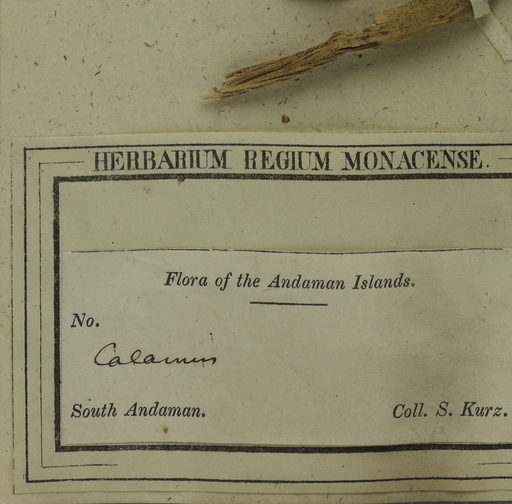 HERBARIUM REGIUM MONACENSE.
Flora of the Andaman Islands.
No.
Calamus
South Andaman. Coll. S. Kurz.